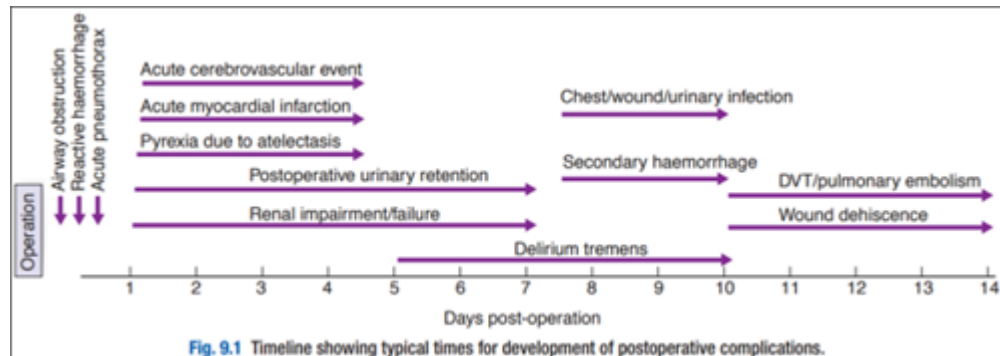 Operation
Airway obstruction
Reactive haemorrhage
Acute pneumothorax
Acute cerebrovascular event
Acute myocardial infarction
Pyrexia due to atelectasis
Postoperative urinary retention
Renal impairment/failure
Delirium tremens
Chest/wound/urinary infection
Secondary haemorrhage
DVT/pulmonary embolism
Wound dehiscence
1 2 3 4 5 6 7 8 9 10 11 12 13 14
Days post-operation
Fig. 9.1 Timeline showing typical times for development of postoperative complications.